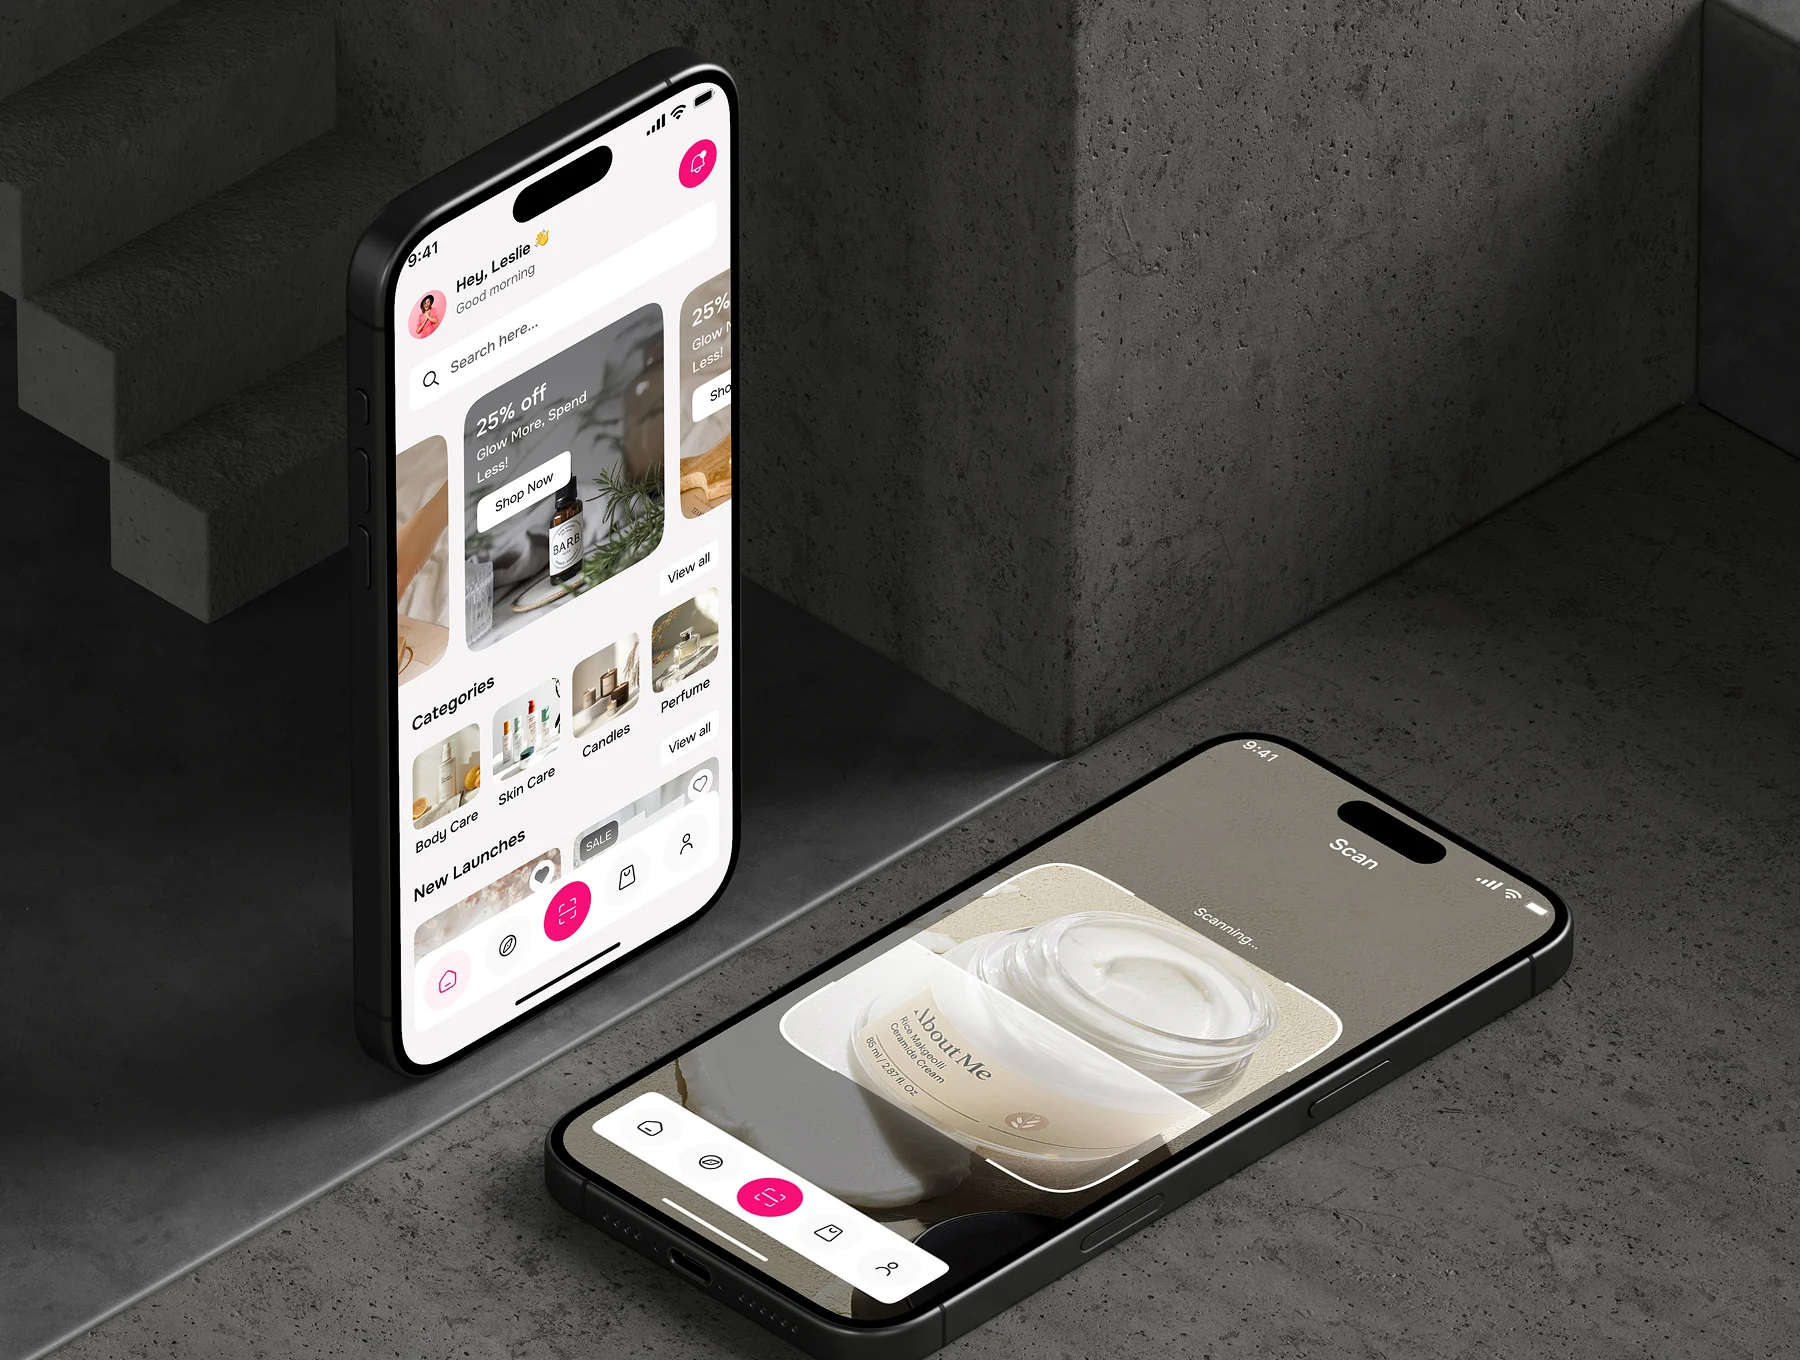 9:41
Hey, Leslie 👋
Good morning
Search here...
25% off
Glow More, Spend
Less!
Shop Now
BARB
25%
Glow
Less!
Sho
Categories
View all
Body Care
Skin Care
Candles
Perfume
New Launches
View all
SALE
9:41
Scan
Scanning...
About Me
Rice Makgeolli
Ceramide Cream
85 ml / 2.87 fl. Oz